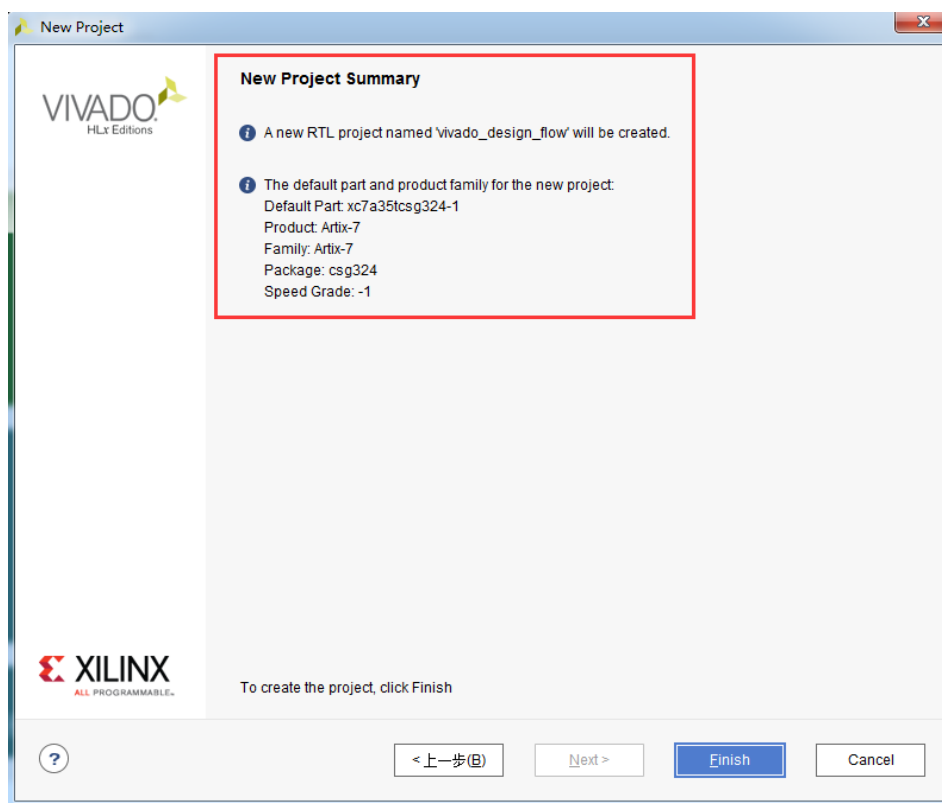 New Project
VIVADO.
HLx Editions
New Project Summary
A new RTL project named 'vivado_design_flow' will be created.
The default part and product family for the new project:
Default Part: xc7a35tcsg324-1
Product: Artix-7
Family: Artix-7
Package: csg324
Speed Grade: -1
XILINX
ALL PROGRAMMABLE™
To create the project, click Finish
?
<上一步(B)
Next >
Finish
Cancel